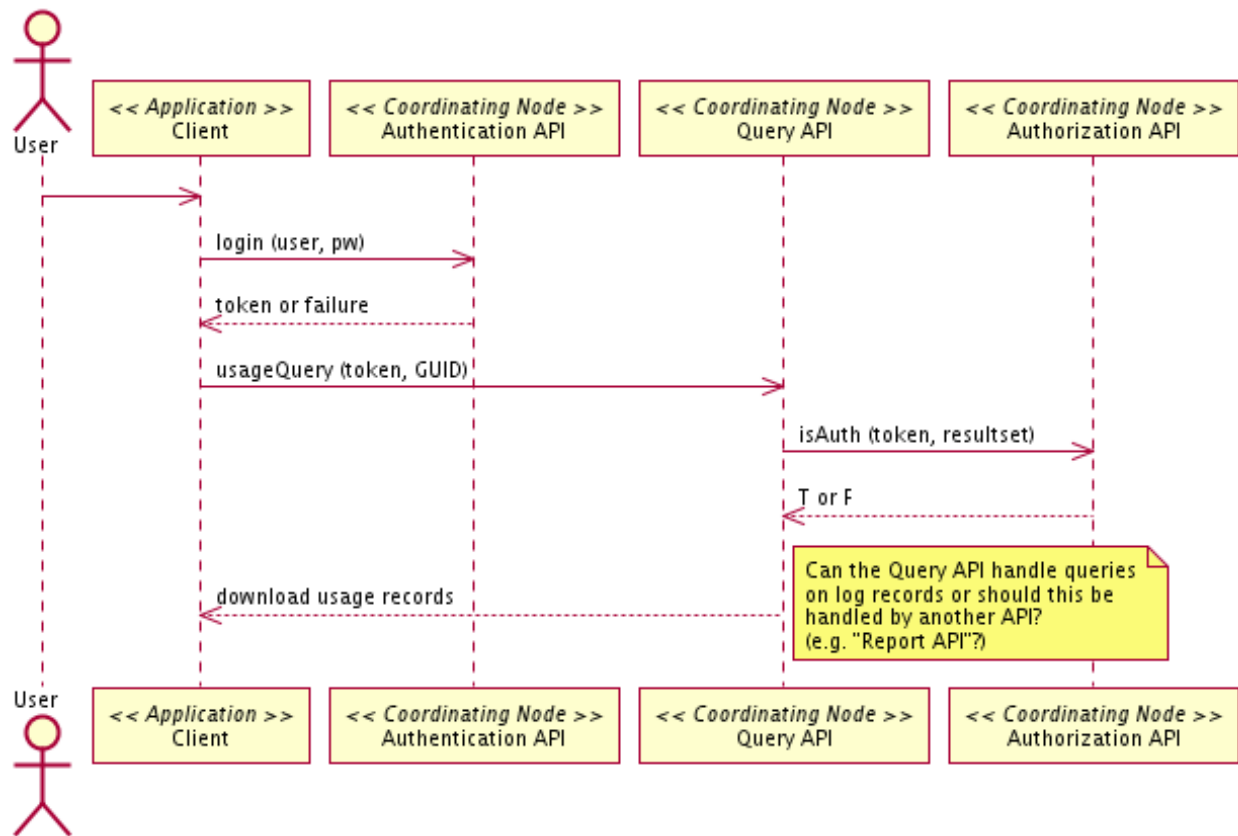 << Application >>
Client
<< Coordinating Node >>
Authentication API
<< Coordinating Node >>
Query API
<< Coordinating Node >>
Authorization API
User
login (user, pw)
token or failure
usageQuery (token, GUID)
isAuth (token, resultset)
T or F
Can the Query API handle queries
on log records or should this be
handled by another API?
(e.g. "Report API"?)
download usage records
User
<< Application >>
Client
<< Coordinating Node >>
Authentication API
<< Coordinating Node >>
Query API
<< Coordinating Node >>
Authorization API